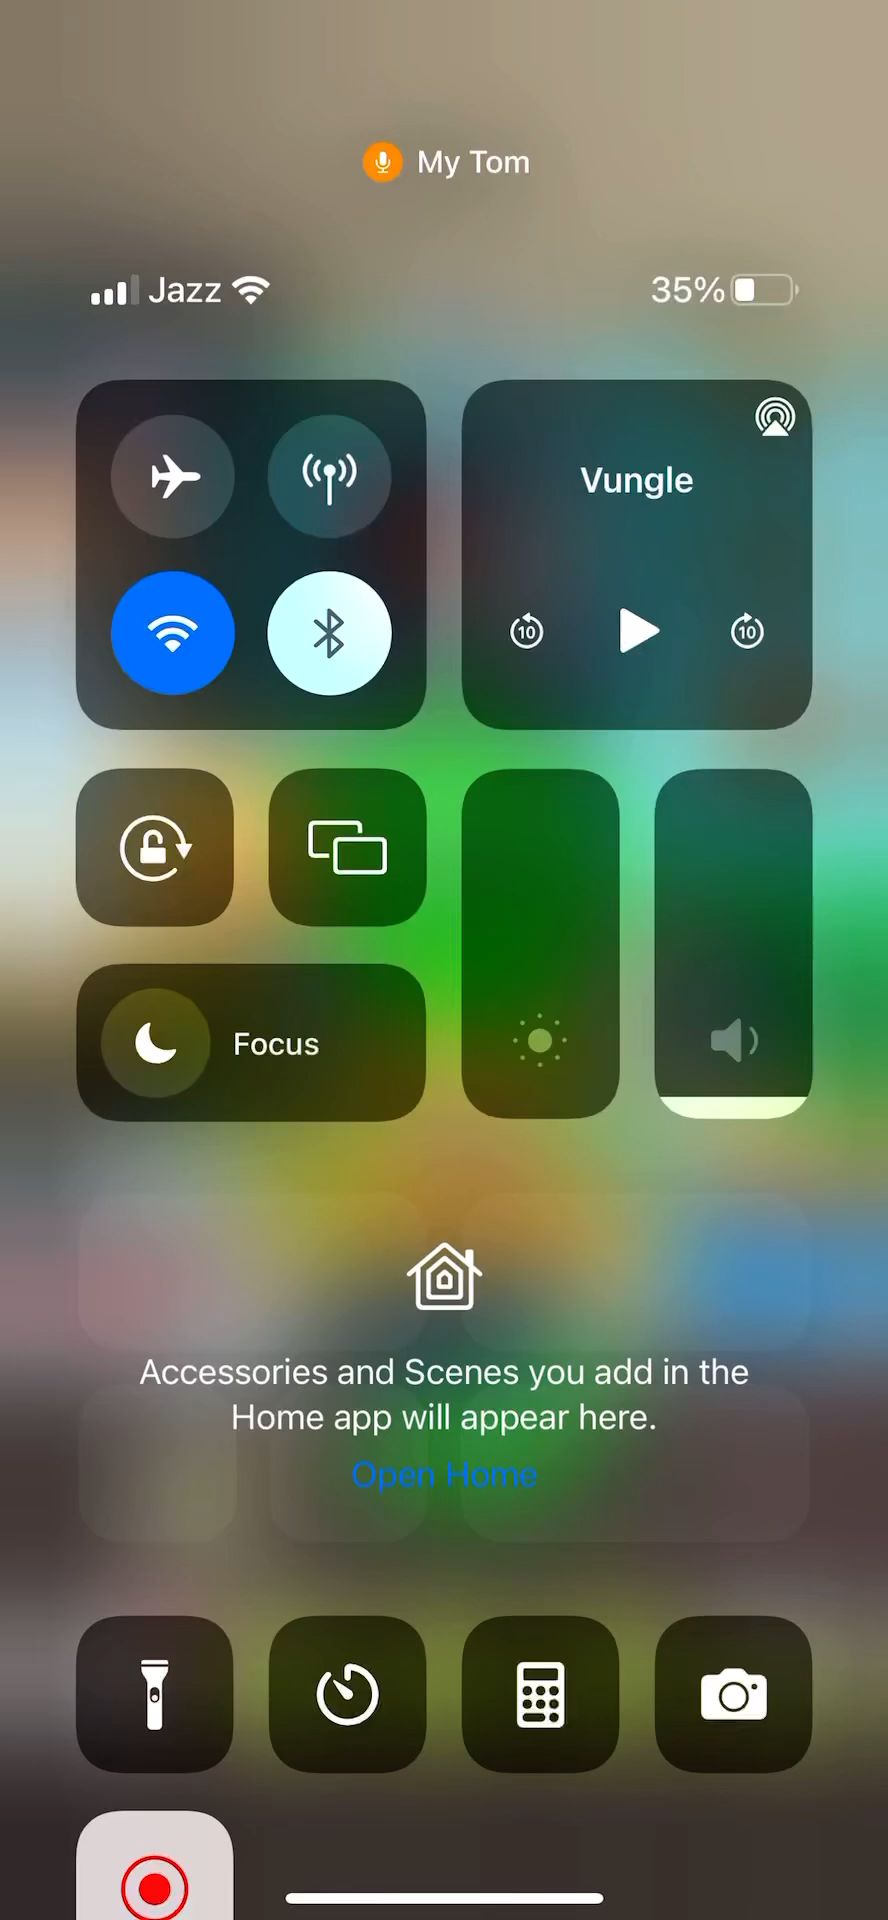 My Tom
Jazz
35%
Vungle
10
10
Focus
Accessories and Scenes you add in the
Home app will appear here.
Open Home